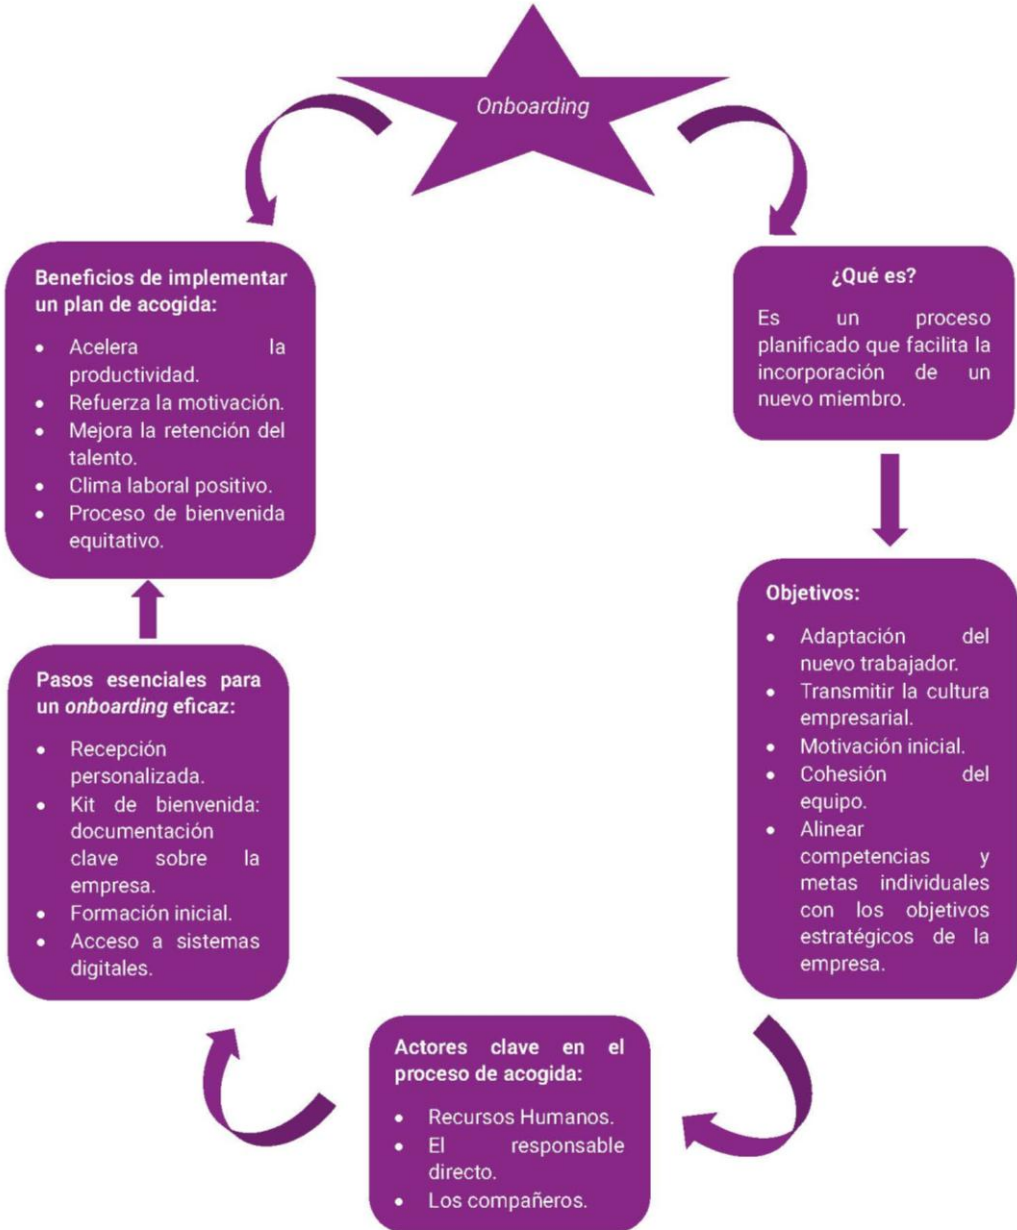 Onboarding
¿Qué es?
Es un proceso
planificado que facilita la
incorporación de un
nuevo miembro.
Objetivos:
• Adaptación del
nuevo trabajador.
• Transmitir la cultura
empresarial.
• Motivación inicial.
• Cohesión del
equipo.
• Alinear
competencias y
metas individuales
con los objetivos
estratégicos de la
empresa.
Actores clave en el
proceso de acogida:
• Recursos Humanos.
• El responsable
directo.
• Los compañeros.
Pasos esenciales para
un onboarding eficaz:
• Recepción
personalizada.
• Kit de bienvenida:
documentación
clave sobre la
empresa.
• Formación inicial.
• Acceso a sistemas
digitales.
Beneficios de implementar
un plan de acogida:
• Acelera la
productividad.
• Refuerza la motivación.
• Mejora la retención del
talento.
• Clima laboral positivo.
• Proceso de bienvenida
equitativo.